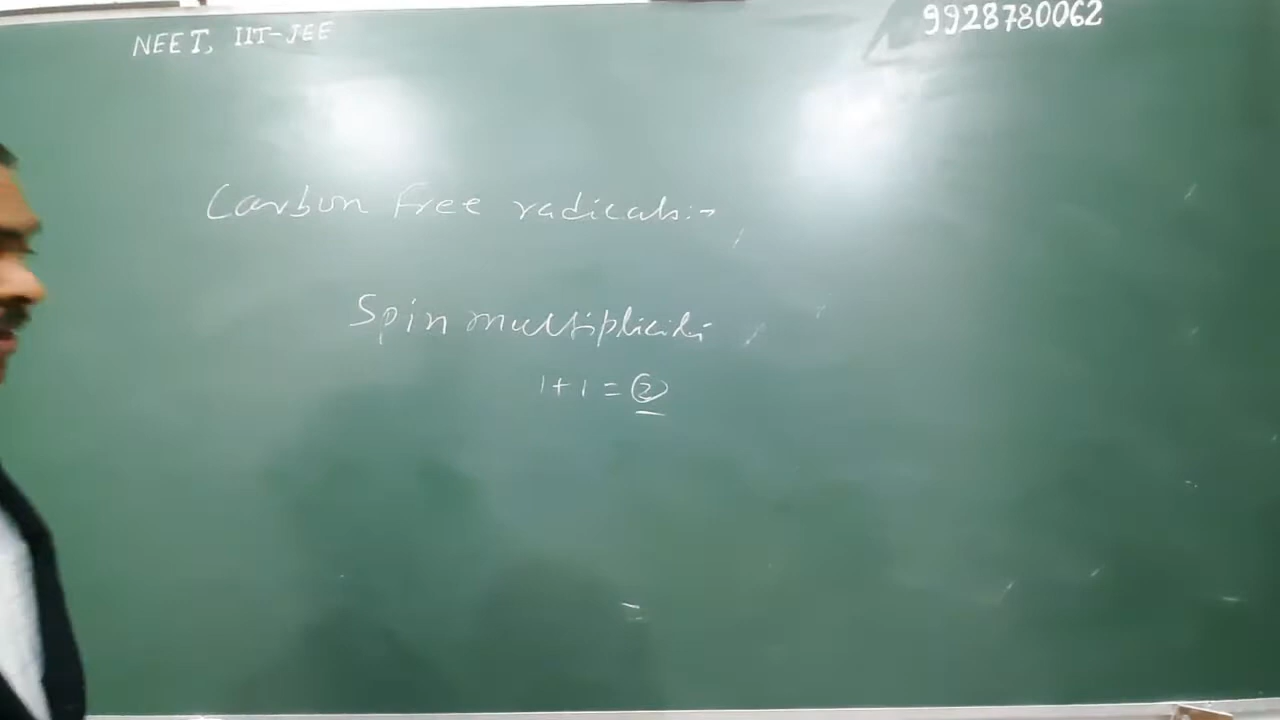 NEET, IIT-JEE
9928780062
Carbon Free radicals:-
Spin multiplicity
1+1=2